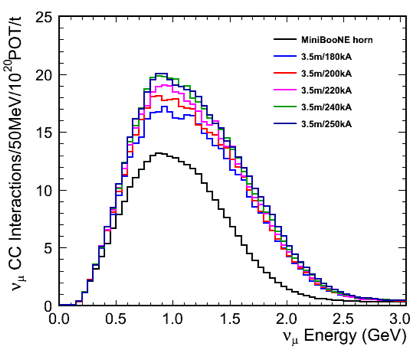 ν_μ CC Interactions/50MeV/10^20POT/t
25
20
15
10
5
0
MiniBooNE horn
3.5m/180kA
3.5m/200kA
3.5m/220kA
3.5m/240kA
3.5m/250kA
0.0 0.5 1.0 1.5 2.0 2.5 3.0
ν_μ Energy (GeV)